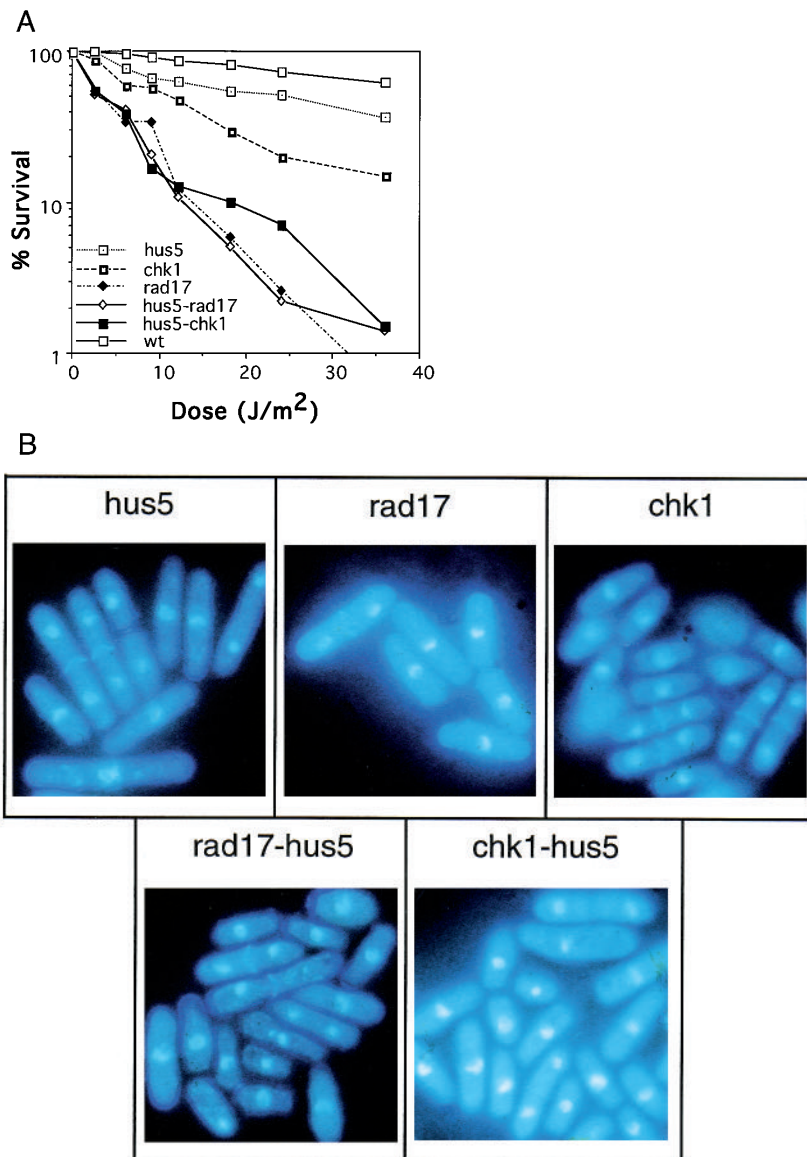 A
100
10
1
% Survival
hus5
chk1
rad17
hus5-rad17
hus5-chk1
wt
0 10 20 30 40
Dose (J/m2)
B
hus5 rad17 chk1
rad17-hus5 chk1-hus5